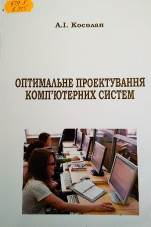 А.І. Косолап
ОПТИМАЛЬНЕ ПРОЕКТУВАННЯ
КОМП'ЮТЕРНИХ СИСТЕМ